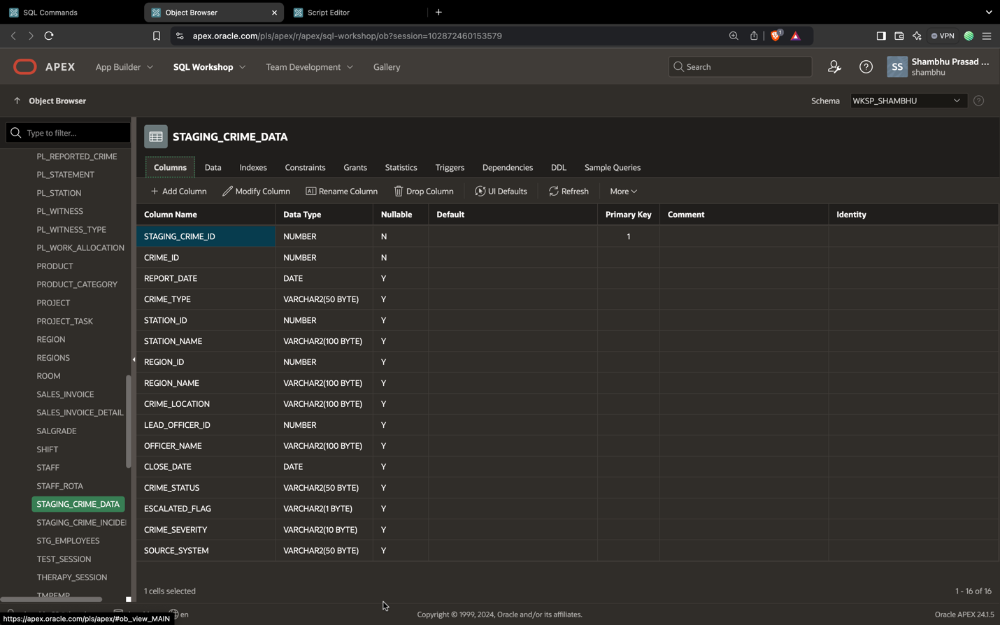 SQL Commands
Object Browser
Script Editor
apex.oracle.com/pls/apex/r/apex/sql-workshop/ob?session=102872460153579
1
VPN
APEX
App Builder
SQL Workshop
Team Development
Gallery
Search
SS
Shambhu Prasad ...
shambhu
Object Browser
Schema
WKSP_SHAMBHU
Type to filter...
PL_REPORTED_CRIME
PL_STATEMENT
PL_STATION
PL_WITNESS
PL_WITNESS_TYPE
PL_WORK_ALLOCATION
PRODUCT
PRODUCT_CATEGORY
PROJECT
PROJECT_TASK
REGION
REGIONS
ROOM
SALES_INVOICE
SALES_INVOICE_DETAIL
SALGRADE
SHIFT
STAFF
STAFF_ROTA
STAGING_CRIME_DATA
STAGING_CRIME_INCIDE
STG_EMPLOYEES
TEST_SESSION
THERAPY_SESSION
TMPEMP
STAGING_CRIME_DATA
Columns Data Indexes Constraints Grants Statistics Triggers Dependencies DDL Sample Queries
Add Column Modify Column Rename Column Drop Column UI Defaults Refresh More
Column Name Data Type Nullable Default Primary Key Comment Identity
STAGING_CRIME_ID NUMBER N 1
CRIME_ID NUMBER N
REPORT_DATE DATE Y
CRIME_TYPE VARCHAR2(50 BYTE) Y
STATION_ID NUMBER Y
STATION_NAME VARCHAR2(100 BYTE) Y
REGION_ID NUMBER Y
REGION_NAME VARCHAR2(100 BYTE) Y
CRIME_LOCATION VARCHAR2(100 BYTE) Y
LEAD_OFFICER_ID NUMBER Y
OFFICER_NAME VARCHAR2(100 BYTE) Y
CLOSE_DATE DATE Y
CRIME_STATUS VARCHAR2(50 BYTE) Y
ESCALATED_FLAG VARCHAR2(1 BYTE) Y
CRIME_SEVERITY VARCHAR2(10 BYTE) Y
SOURCE_SYSTEM VARCHAR2(50 BYTE) Y
1 cells selected
1 - 16 of 16
en
Copyright © 1999, 2024, Oracle and/or its affiliates.
Oracle APEX 24.1.5
https://apex.oracle.com/pls/apex/#ob_view_MAIN